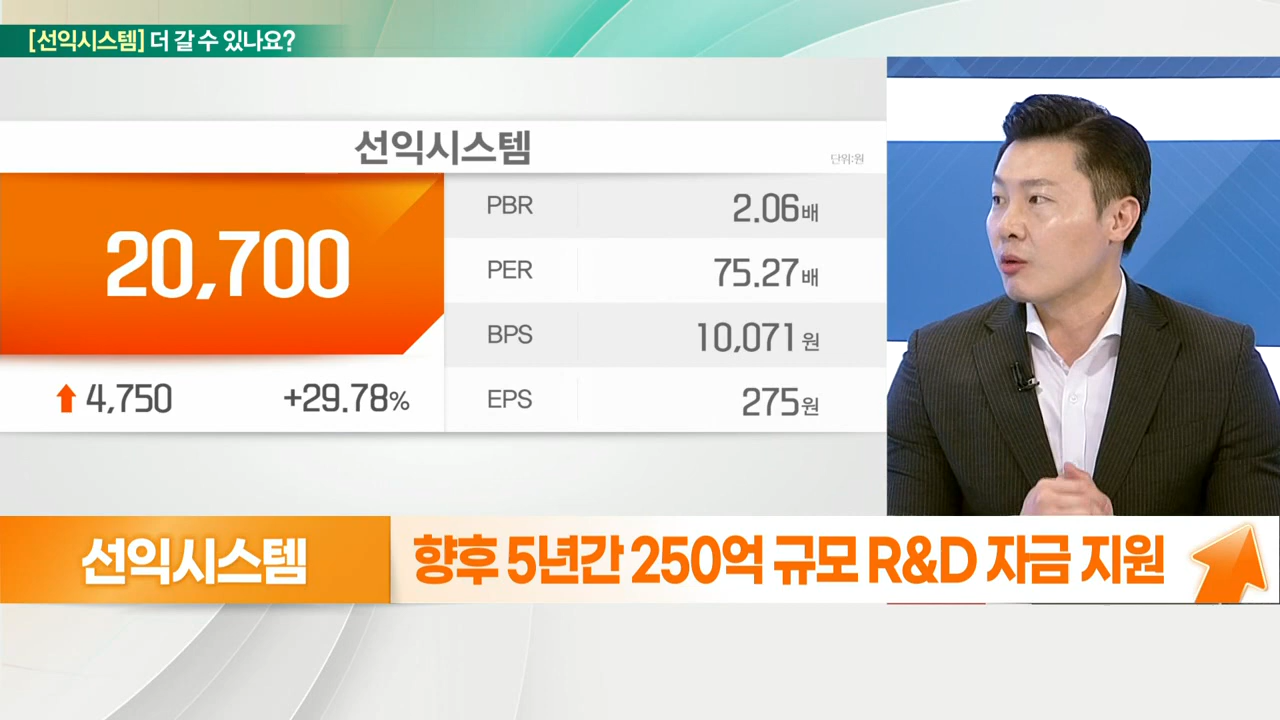 [선익시스템] 더 갈 수 있나요?
선익시스템
단위:원
20,700
4,750 +29.78%
PBR 2.06배
PER 75.27배
BPS 10,071 원
EPS 275원
선익시스템 향후 5년간 250억 규모 R&D 자금 지원